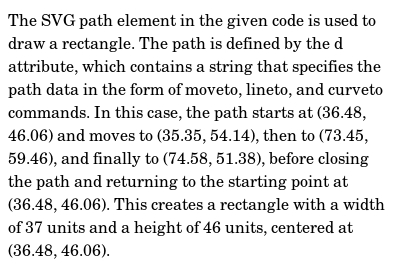 The SVG path element in the given code is used to
draw a rectangle. The path is defined by the d
attribute, which contains a string that specifies the
path data in the form of moveto, lineto, and curveto
commands. In this case, the path starts at (36.48,
46.06) and moves to (35.35, 54.14), then to (73.45,
59.46), and finally to (74.58, 51.38), before closing
the path and returning to the starting point at
(36.48, 46.06). This creates a rectangle with a width
of 37 units and a height of 46 units, centered at
(36.48, 46.06).